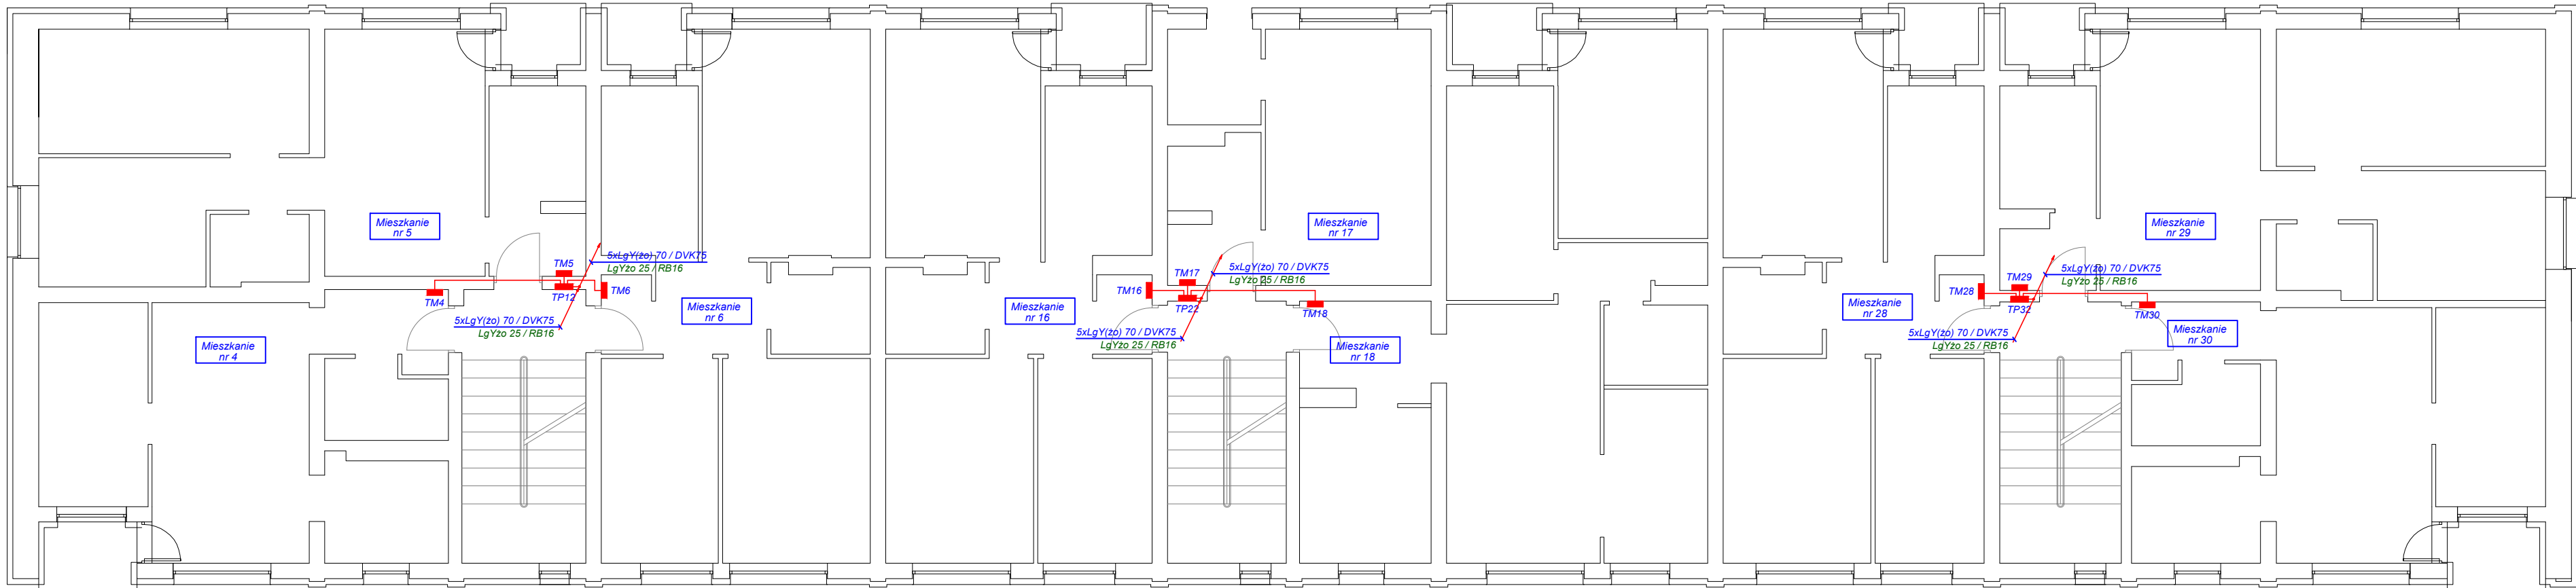 Mieszkanie
nr 5
TM5
TM4
TP12
TM6
5xLgY(żo) 70 / DVK75
LgYżo 25 / RB16
5xLgY(żo) 70 / DVK75
LgYżo 25 / RB16
Mieszkanie
nr 4
Mieszkanie
nr 6
Mieszkanie
nr 16
Mieszkanie
nr 17
TM17
TM16
TP22
TM18
5xLgY(żo) 70 / DVK75
LgYżo 25 / RB16
5xLgY(żo) 70 / DVK75
LgYżo 25 / RB16
Mieszkanie
nr 18
Mieszkanie
nr 28
Mieszkanie
nr 29
TM29
TM28
TP32
TM30
5xLgY(żo) 70 / DVK75
LgYżo 25 / RB16
5xLgY(żo) 70 / DVK75
LgYżo 25 / RB16
Mieszkanie
nr 30